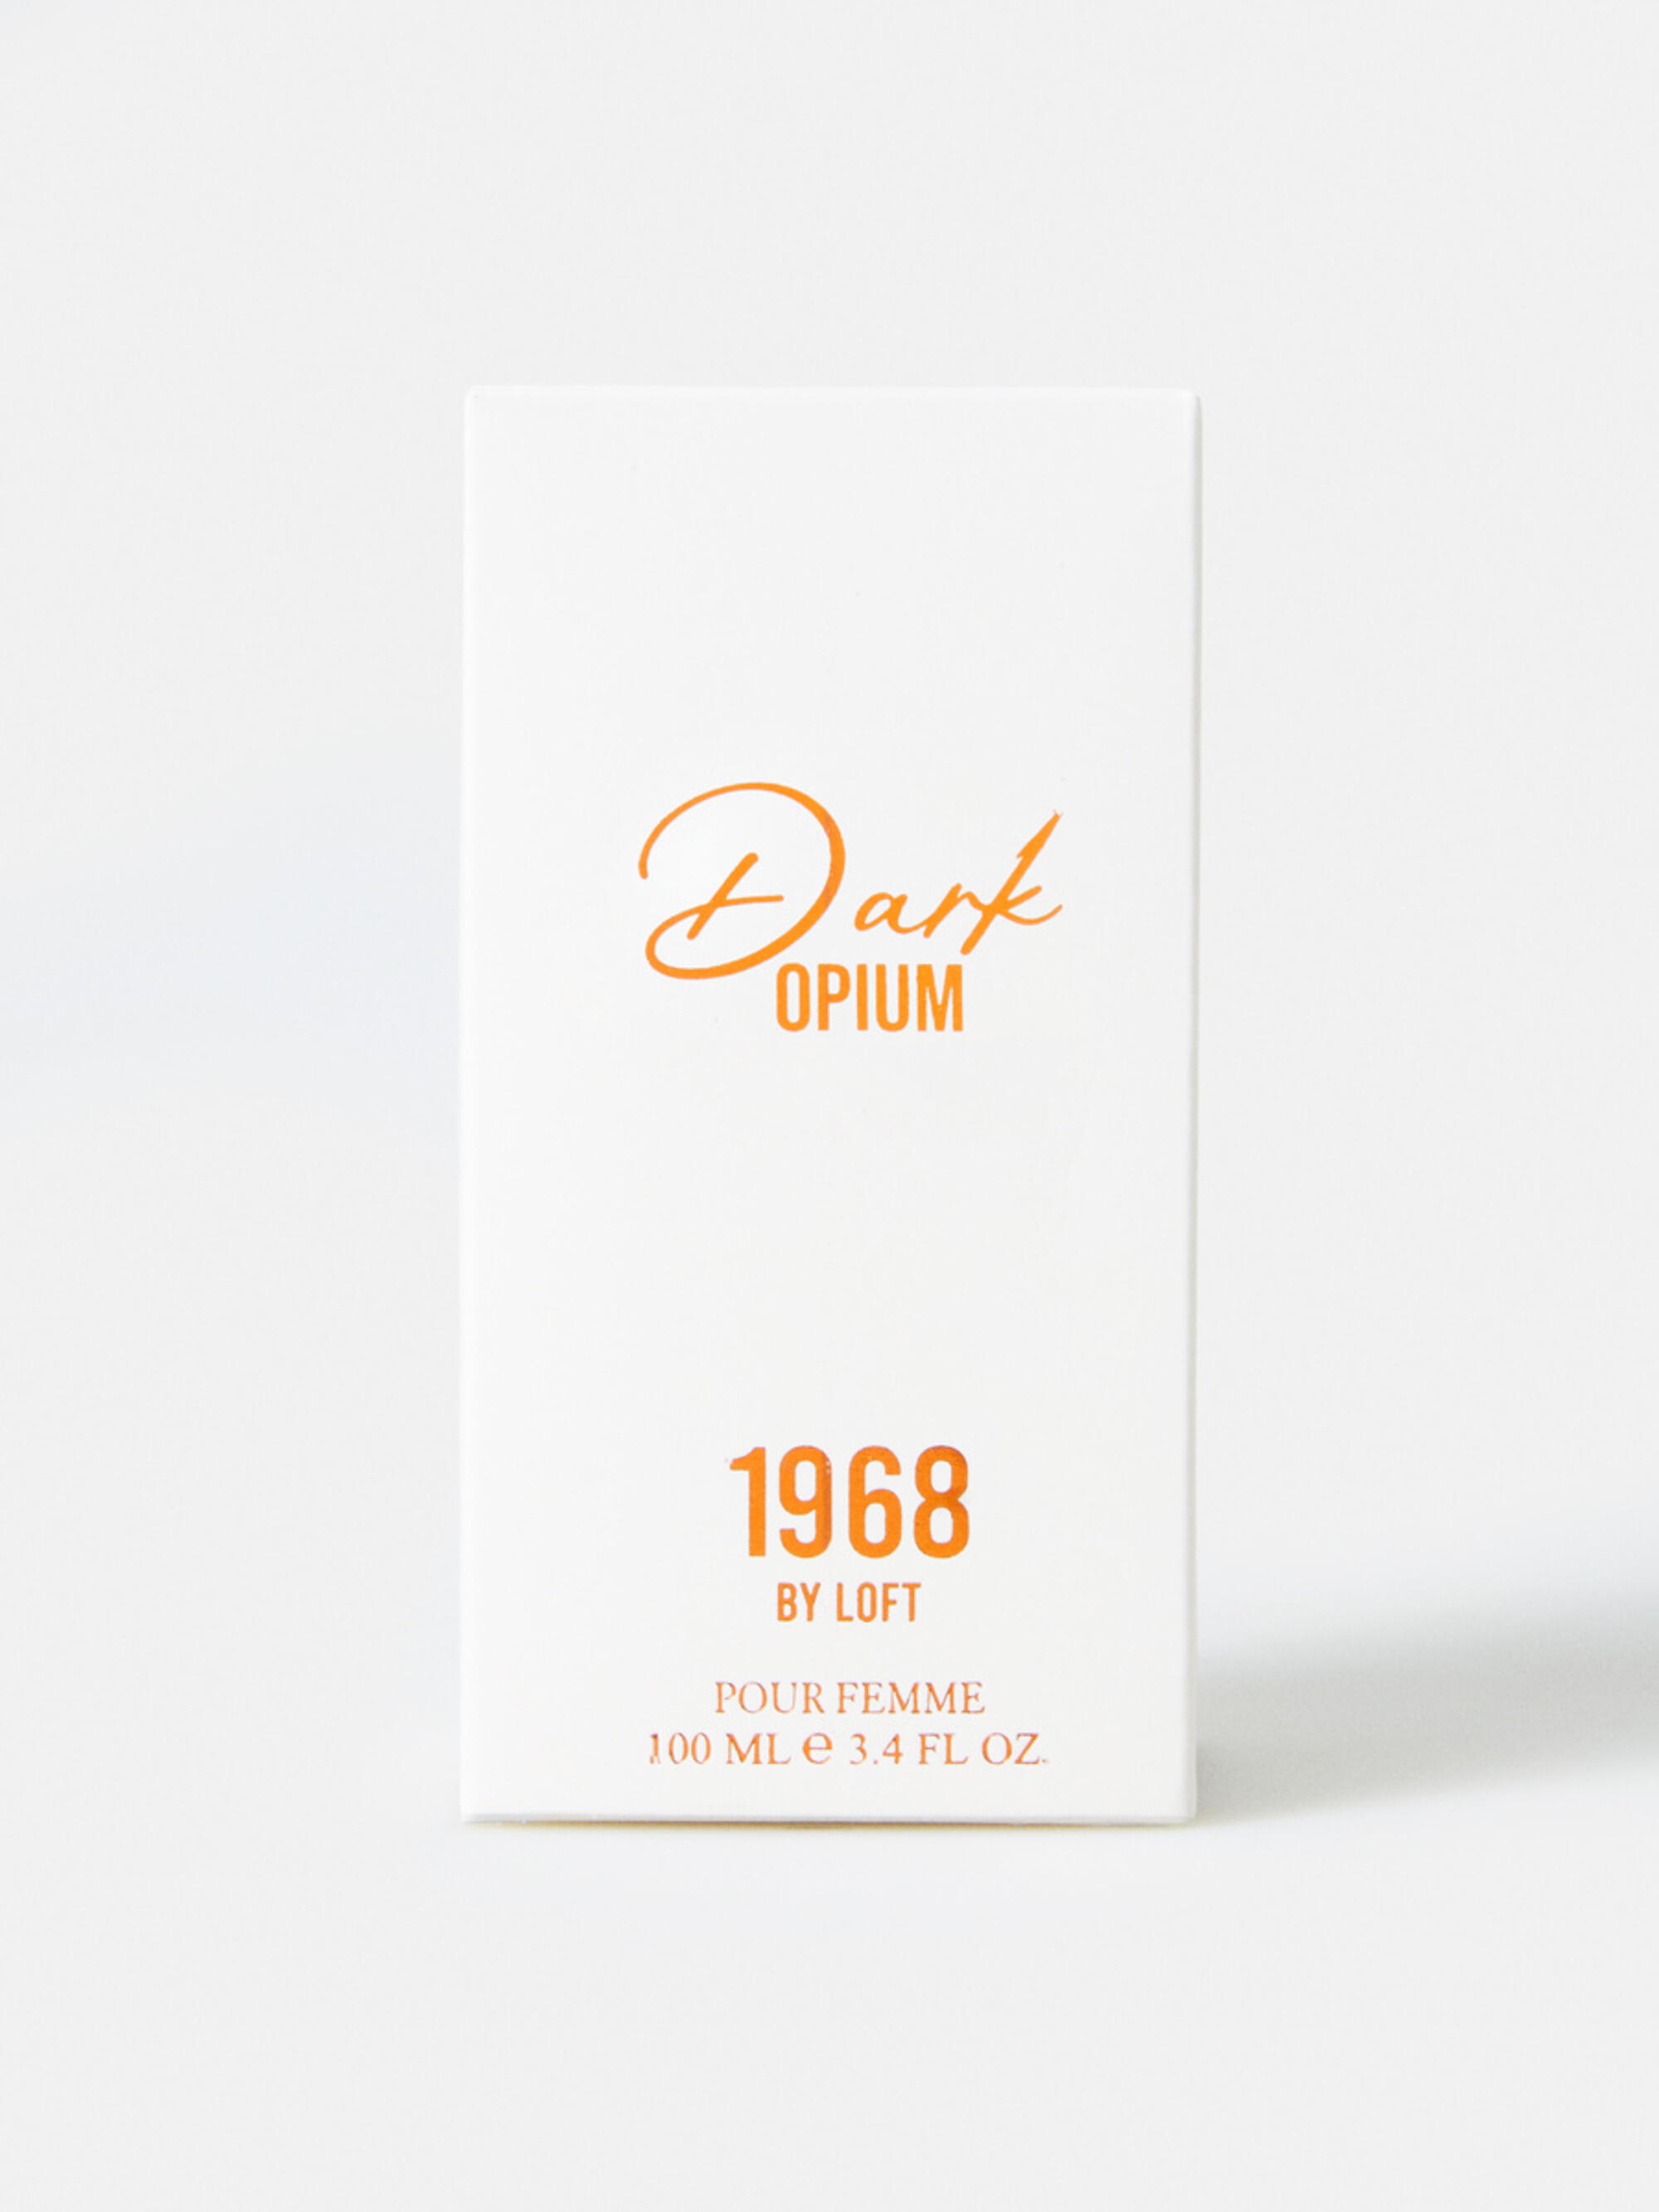 Dark
OPIUM
1968
BY LOFT
POUR FEMME
100 ML e 3.4 FL OZ.